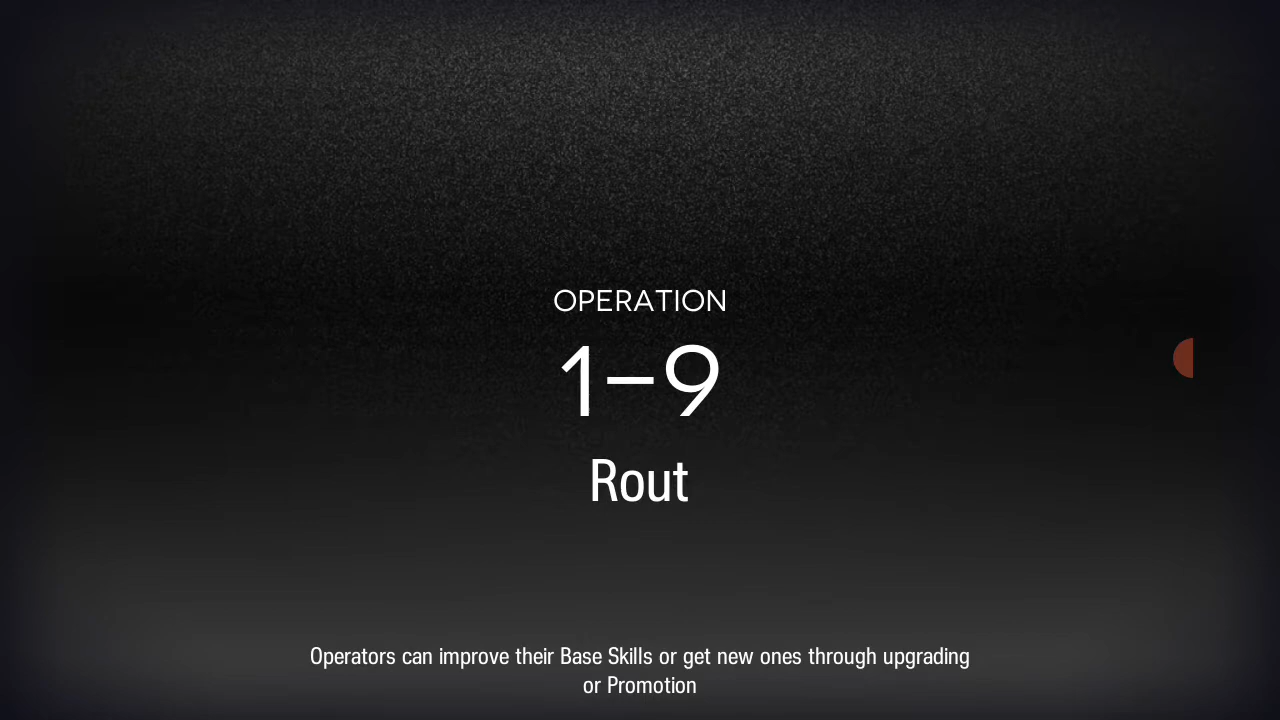 OPERATION
1-9
Rout
Operators can improve their Base Skills or get new ones through upgrading
or Promotion